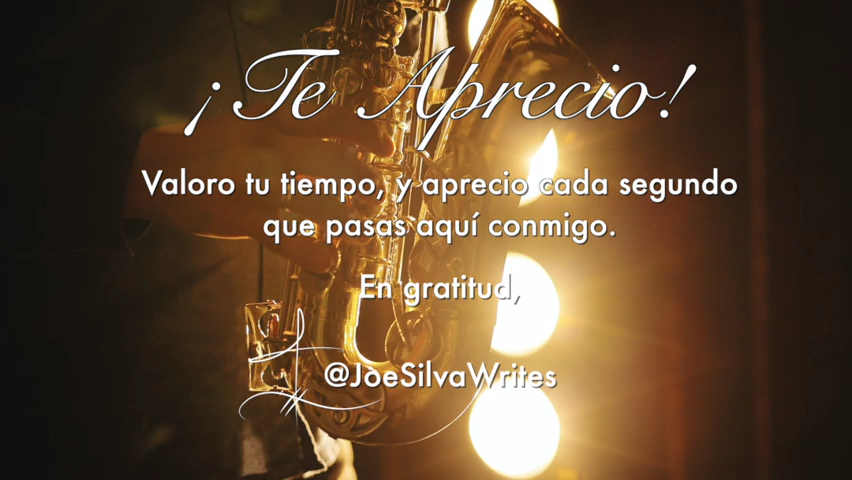 ¡Te Aprecio!
Valoro tu tiempo, y aprecio cada segundo
que pasas aquí conmigo.
En gratitud,
@JoeSilvaWrites